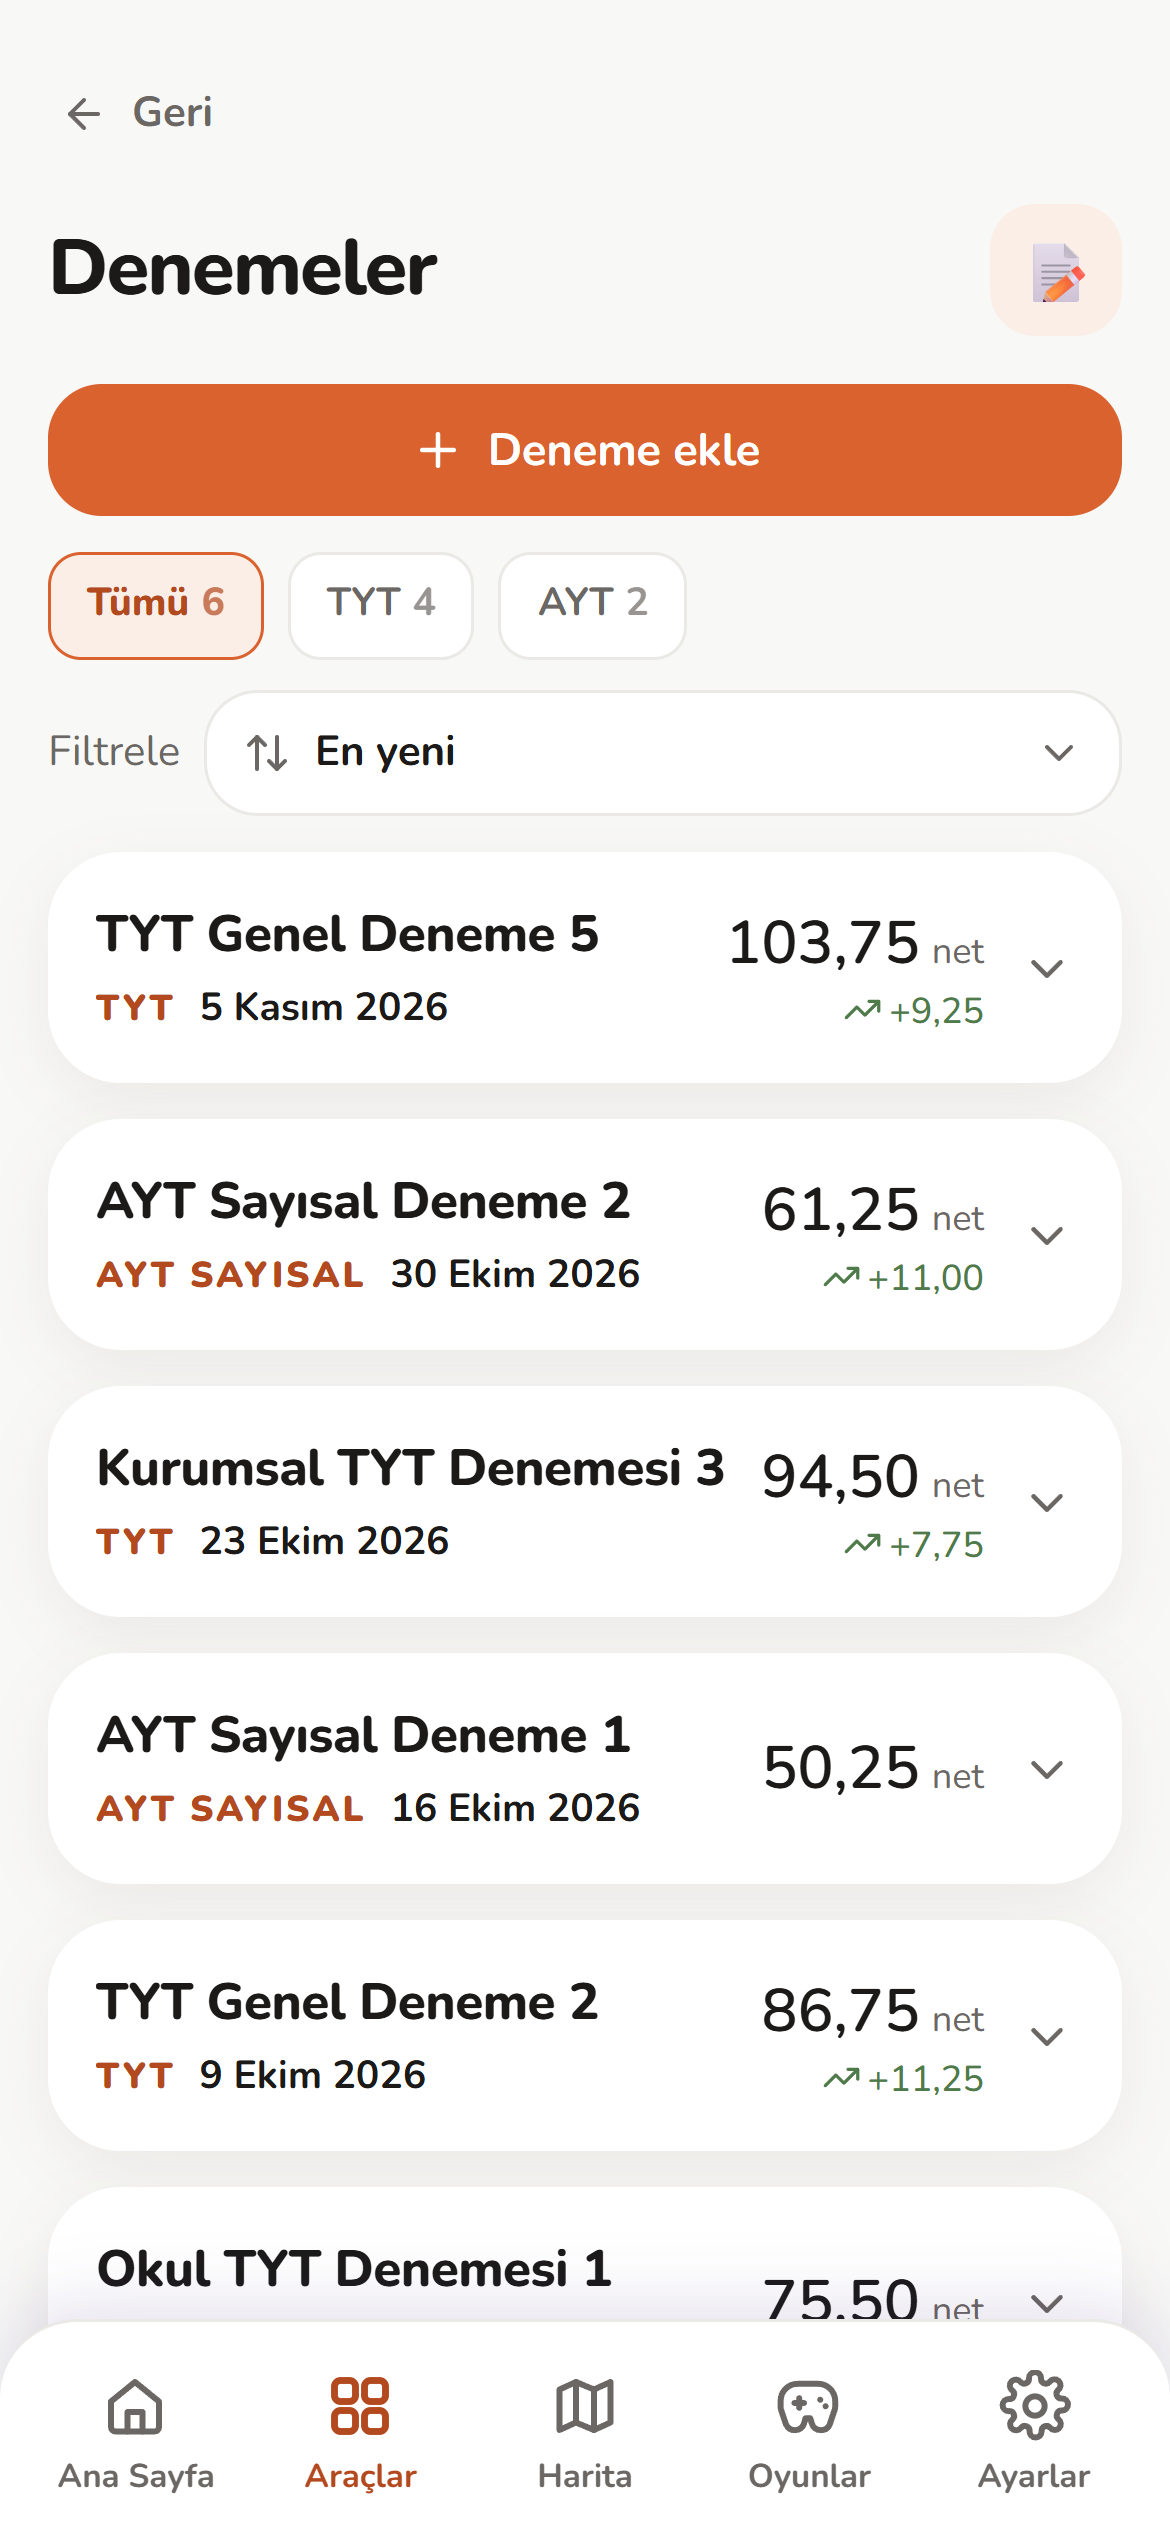 Geri
Denemeler
Deneme ekle
Tümü 6
TYT 4
AYT 2
Filtrele
En yeni
TYT Genel Deneme 5
103,75 net
TYT 5 Kasım 2026
+9,25
AYT Sayısal Deneme 2
61,25 net
AYT SAYISAL 30 Ekim 2026
+11,00
Kurumsal TYT Denemesi 3
94,50 net
TYT 23 Ekim 2026
+7,75
AYT Sayısal Deneme 1
50,25 net
AYT SAYISAL 16 Ekim 2026
TYT Genel Deneme 2
86,75 net
TYT 9 Ekim 2026
+11,25
Okul TYT Denemesi 1
75,50 net
Ana Sayfa
Araçlar
Harita
Oyunlar
Ayarlar